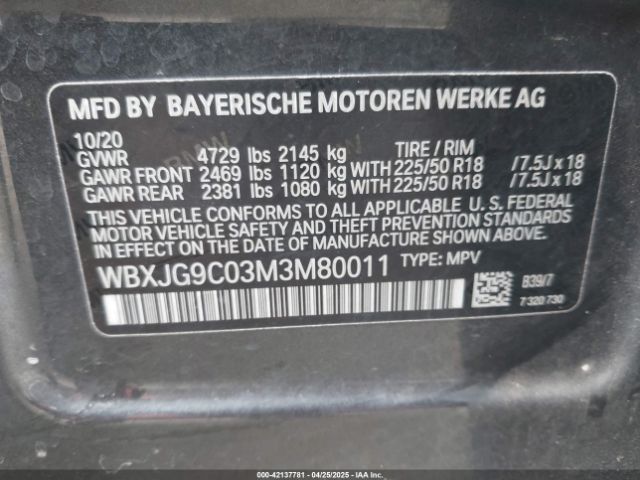 MFD BY BAYERISCHE MOTOREN WERKE AG
10/20
GVWR 4729 lbs 2145 kg TIRE / RIM
GAWR FRONT 2469 lbs 1120 kg WITH 225/50 R18 /7.5J x 18
GAWR REAR 2381 lbs 1080 kg WITH 225/50 R18 /7.5J x 18
THIS VEHICLE CONFORMS TO ALL APPLICABLE U. S. FEDERAL
MOTOR VEHICLE SAFETY AND THEFT PREVENTION STANDARDS
IN EFFECT ON THE DATE OF MANUFACTURE SHOWN ABOVE.
WBXJG9C03M3M80011 TYPE: MPV
B39/7
7 320 730
000-42137781 - 04/25/2025 - IAAI.COM